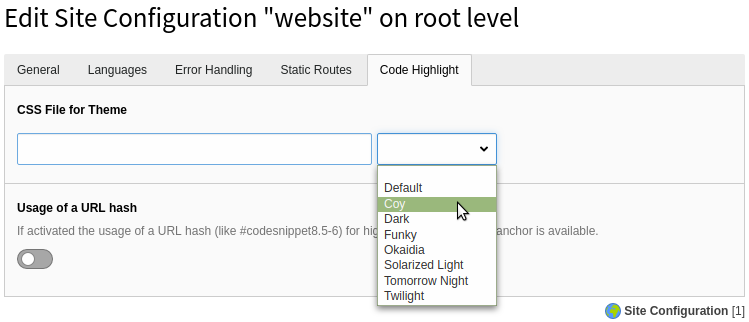 Edit Site Configuration "website" on root level
General Languages Error Handling Static Routes Code Highlight
CSS File for Theme
Default
Coy
Dark
Funky
Okaidia
Solarized Light
Tomorrow Night
Twilight
Usage of a URL hash
If activated the usage of a URL hash (like #codesnippet8.5-6) for anchor is available.
Site Configuration [1]